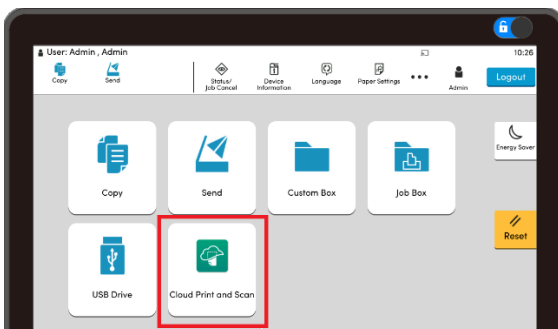 User: Admin , Admin
10:26
Copy
Send
Status/
Job Cancel
Device
Information
Language
Paper Settings
Admin
Logout
Energy Saver
Copy
Send
Custom Box
Job Box
Reset
USB Drive
Cloud Print and Scan